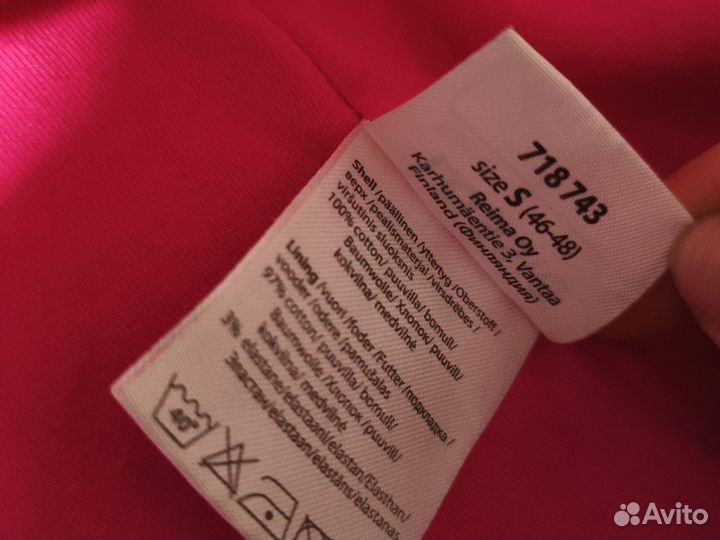 718 743
size S (46-48)
Reima Oy
Karhumäentie 3, Vantaa
Finland (Финляндия)
Shell/päällinen/yttertyg/Oberstoff/
верх/pealismaterjal/virsdrēbes/
viršutinis sluoksnis
100% cotton/puuvilla/bomull/
Baumwolle/Хлопок/puuvill/
kokvilna/medvilnė
Lining/vuori/foder/Futter/подкладка/
vooder/odere/pamušalas
97% cotton/puuvilla/bomull/
Baumwolle/Хлопок/puuvill/
kokvilna/medvilnė
3% elastane/elastaani/elastan/Elasthan/
Эластан/elastaan/elastāns/elastanas
40°
Avito